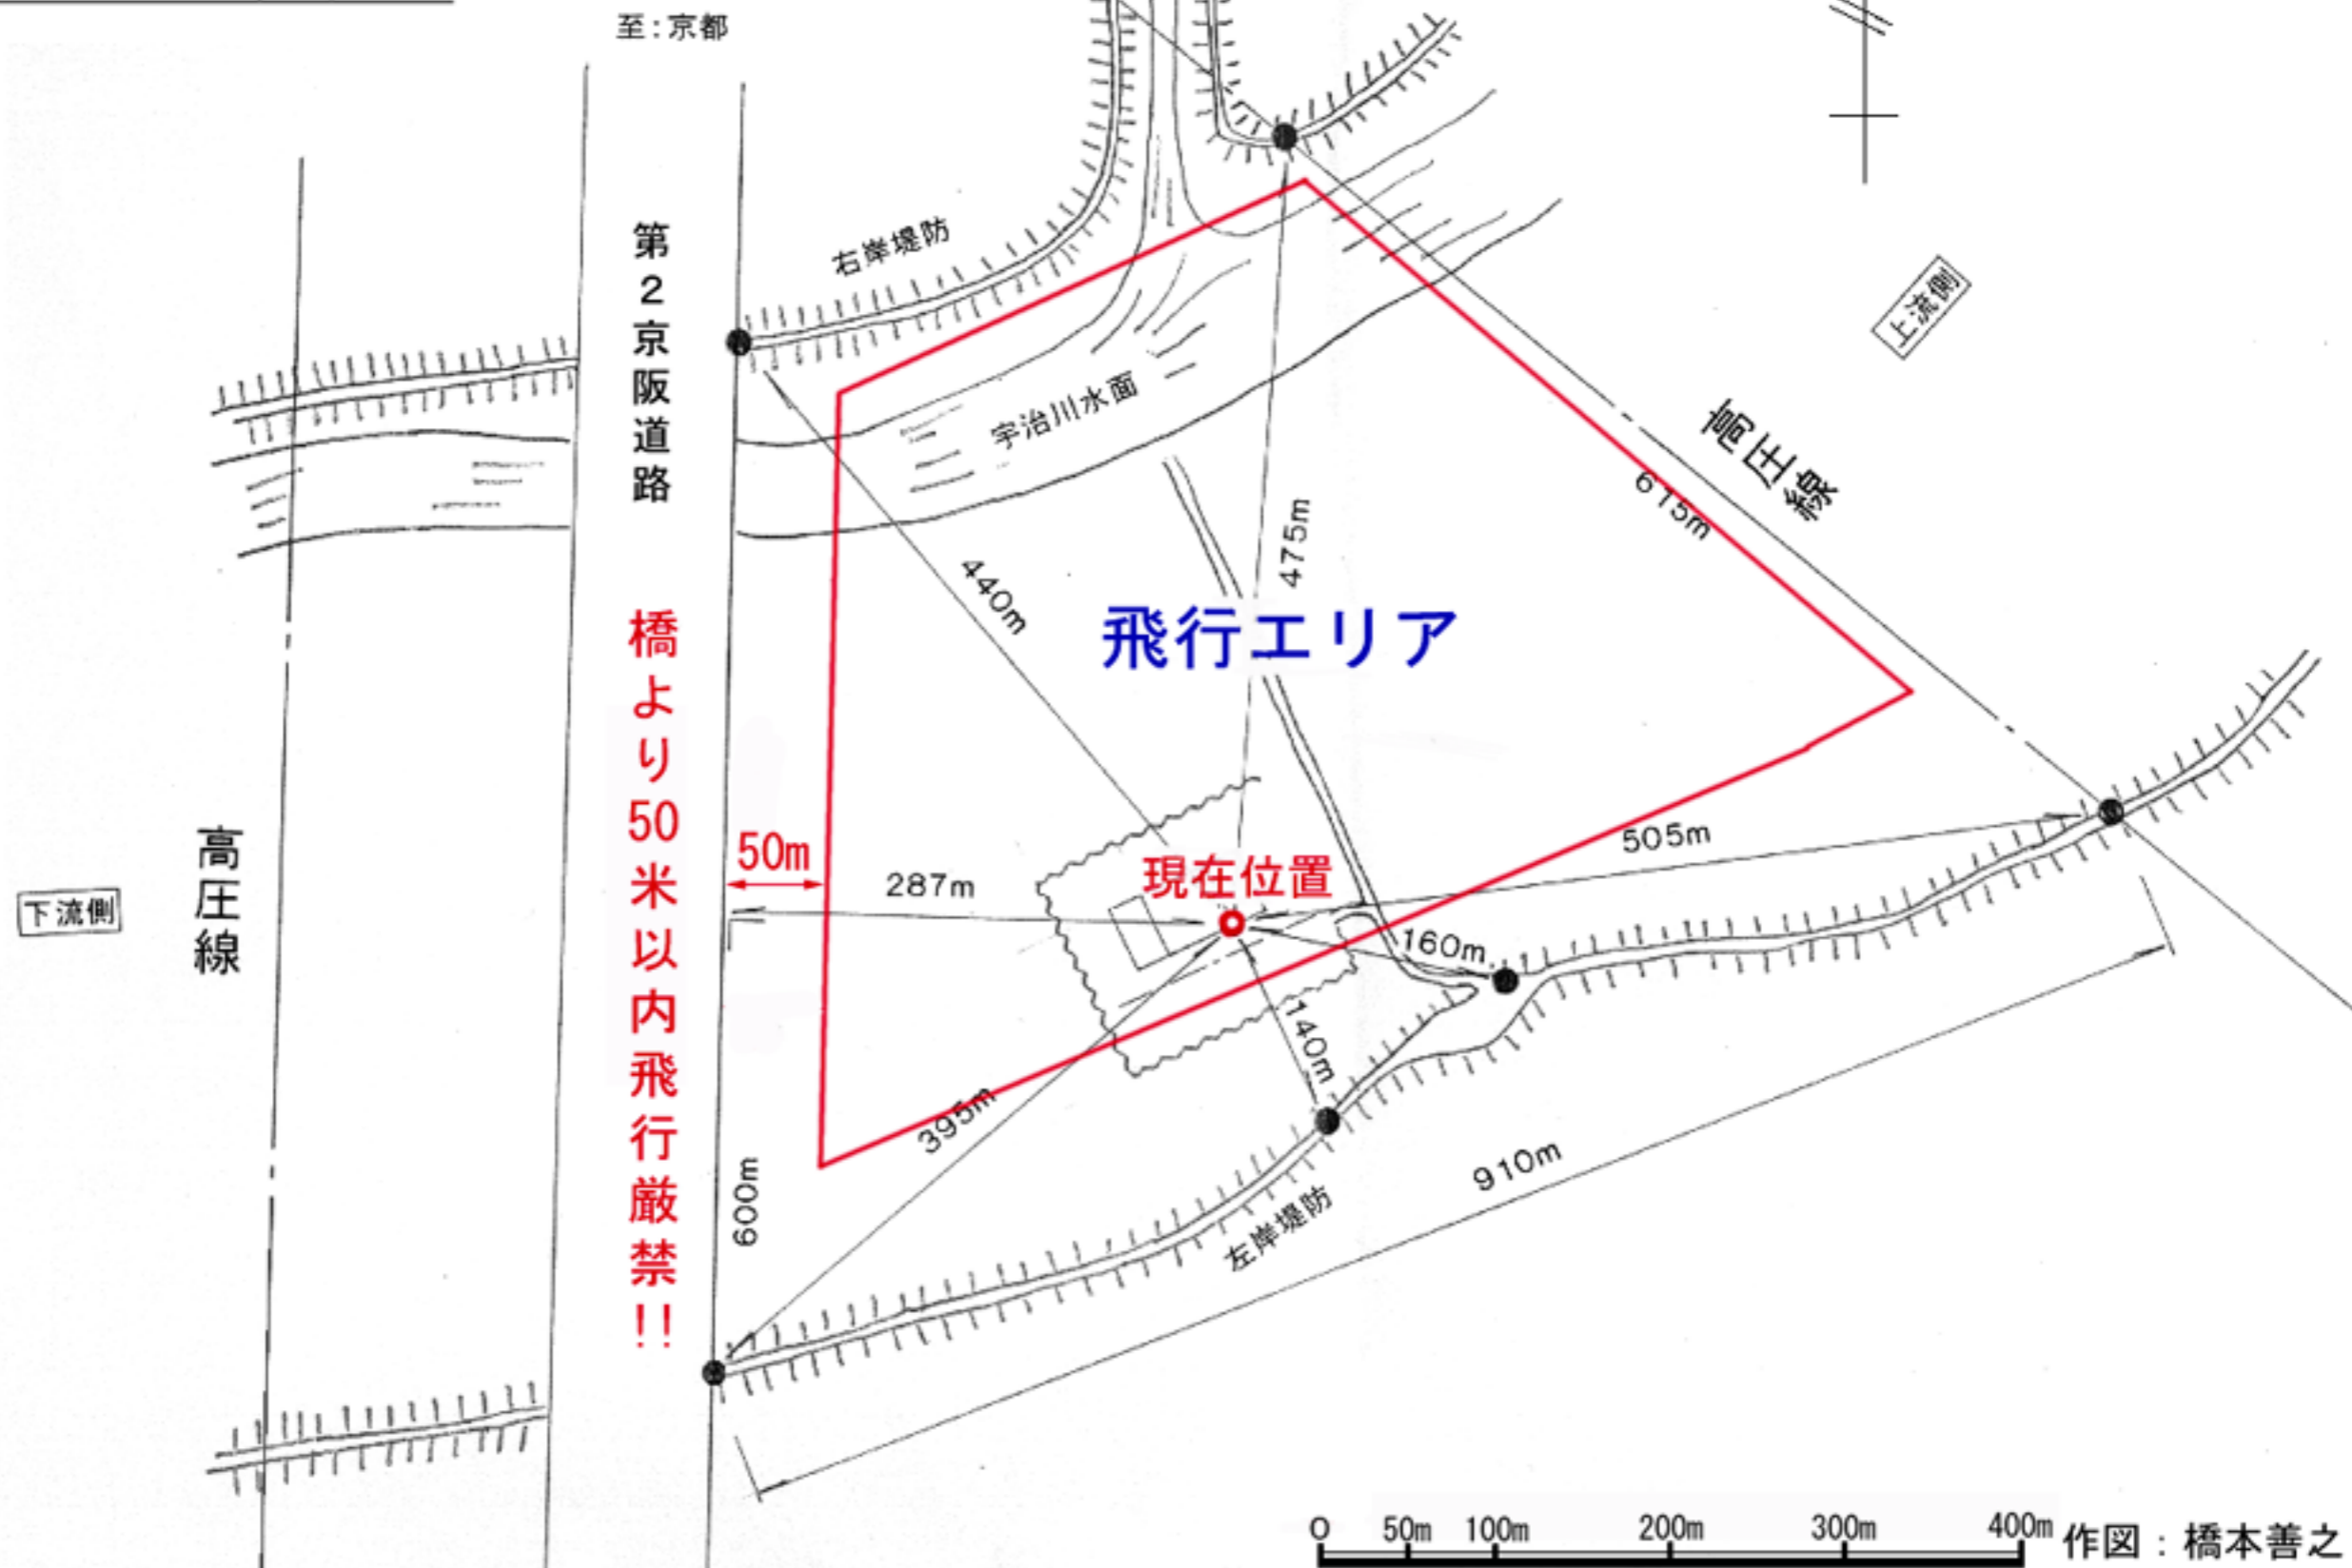 至:京都
第2京阪道路
右岸堤防
宇治川水面
上流側
高圧線
615m
475m
440m
飛行エリア
橋より50米以内飛行厳禁!!
50m
287m
現在位置
505m
160m
140m
395m
高圧線
下流側
600m
左岸堤防
910m
0 50m 100m 200m 300m 400m
作図:橋本善之